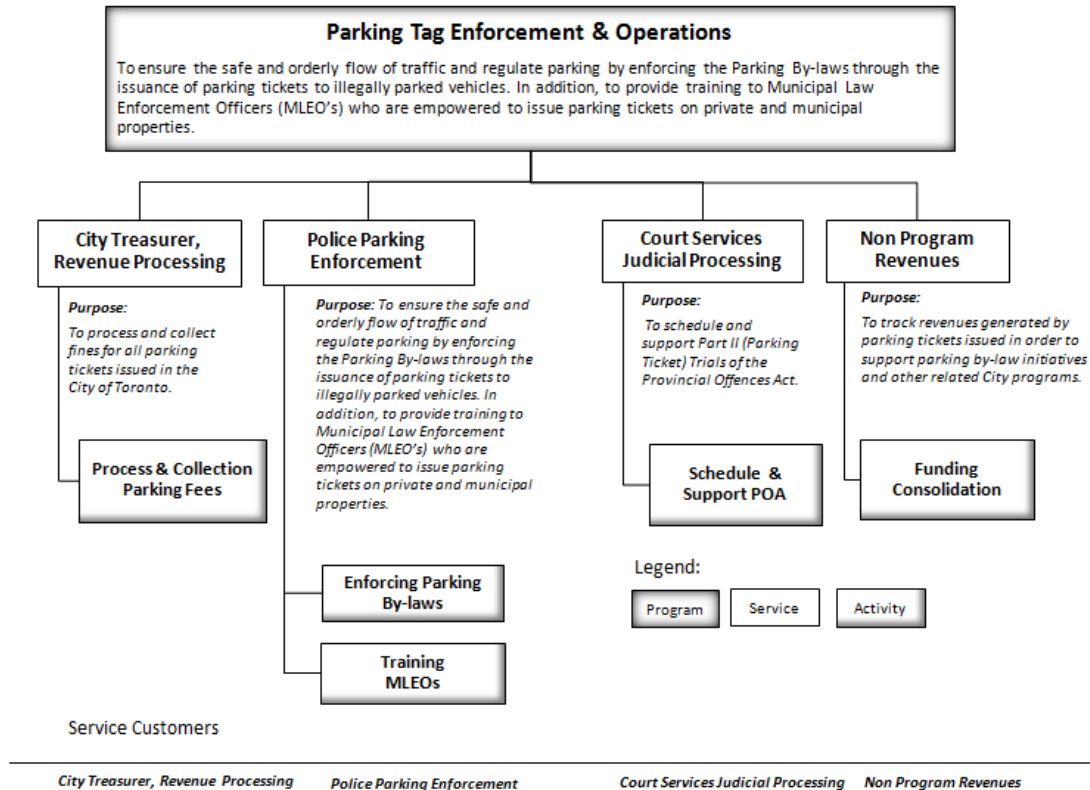 Parking Tag Enforcement & Operations
To ensure the safe and orderly flow of traffic and regulate parking by enforcing the Parking By-laws through the
issuance of parking tickets to illegally parked vehicles. In addition, to provide training to Municipal Law
Enforcement Officers (MLEO's) who are empowered to issue parking tickets on private and municipal
properties.
City Treasurer,
Revenue Processing
Purpose:
To process and collect
fines for all parking
tickets issued in the
City of Toronto.
Process & Collection
Parking Fees
Police Parking
Enforcement
Purpose: To ensure the safe and
orderly flow of traffic and
regulate parking by enforcing
the Parking By-laws through the
issuance of parking tickets to
illegally parked vehicles. In
addition, to provide training to
Municipal Law Enforcement
Officers (MLEO's) who are
empowered to issue parking
tickets on private and municipal
properties.
Enforcing Parking
By-laws
Training
MLEOs
Court Services
Judicial Processing
Purpose:
To schedule and
support Part II (Parking
Ticket) Trials of the
Provincial Offences Act.
Schedule &
Support POA
Non Program
Revenues
Purpose:
To track revenues generated by
parking tickets issued in order to
support parking by-law initiatives
and other related City programs.
Funding
Consolidation
Legend:
Program
Service
Activity
Service Customers
City Treasurer, Revenue Processing
Police Parking Enforcement
Court Services Judicial Processing
Non Program Revenues